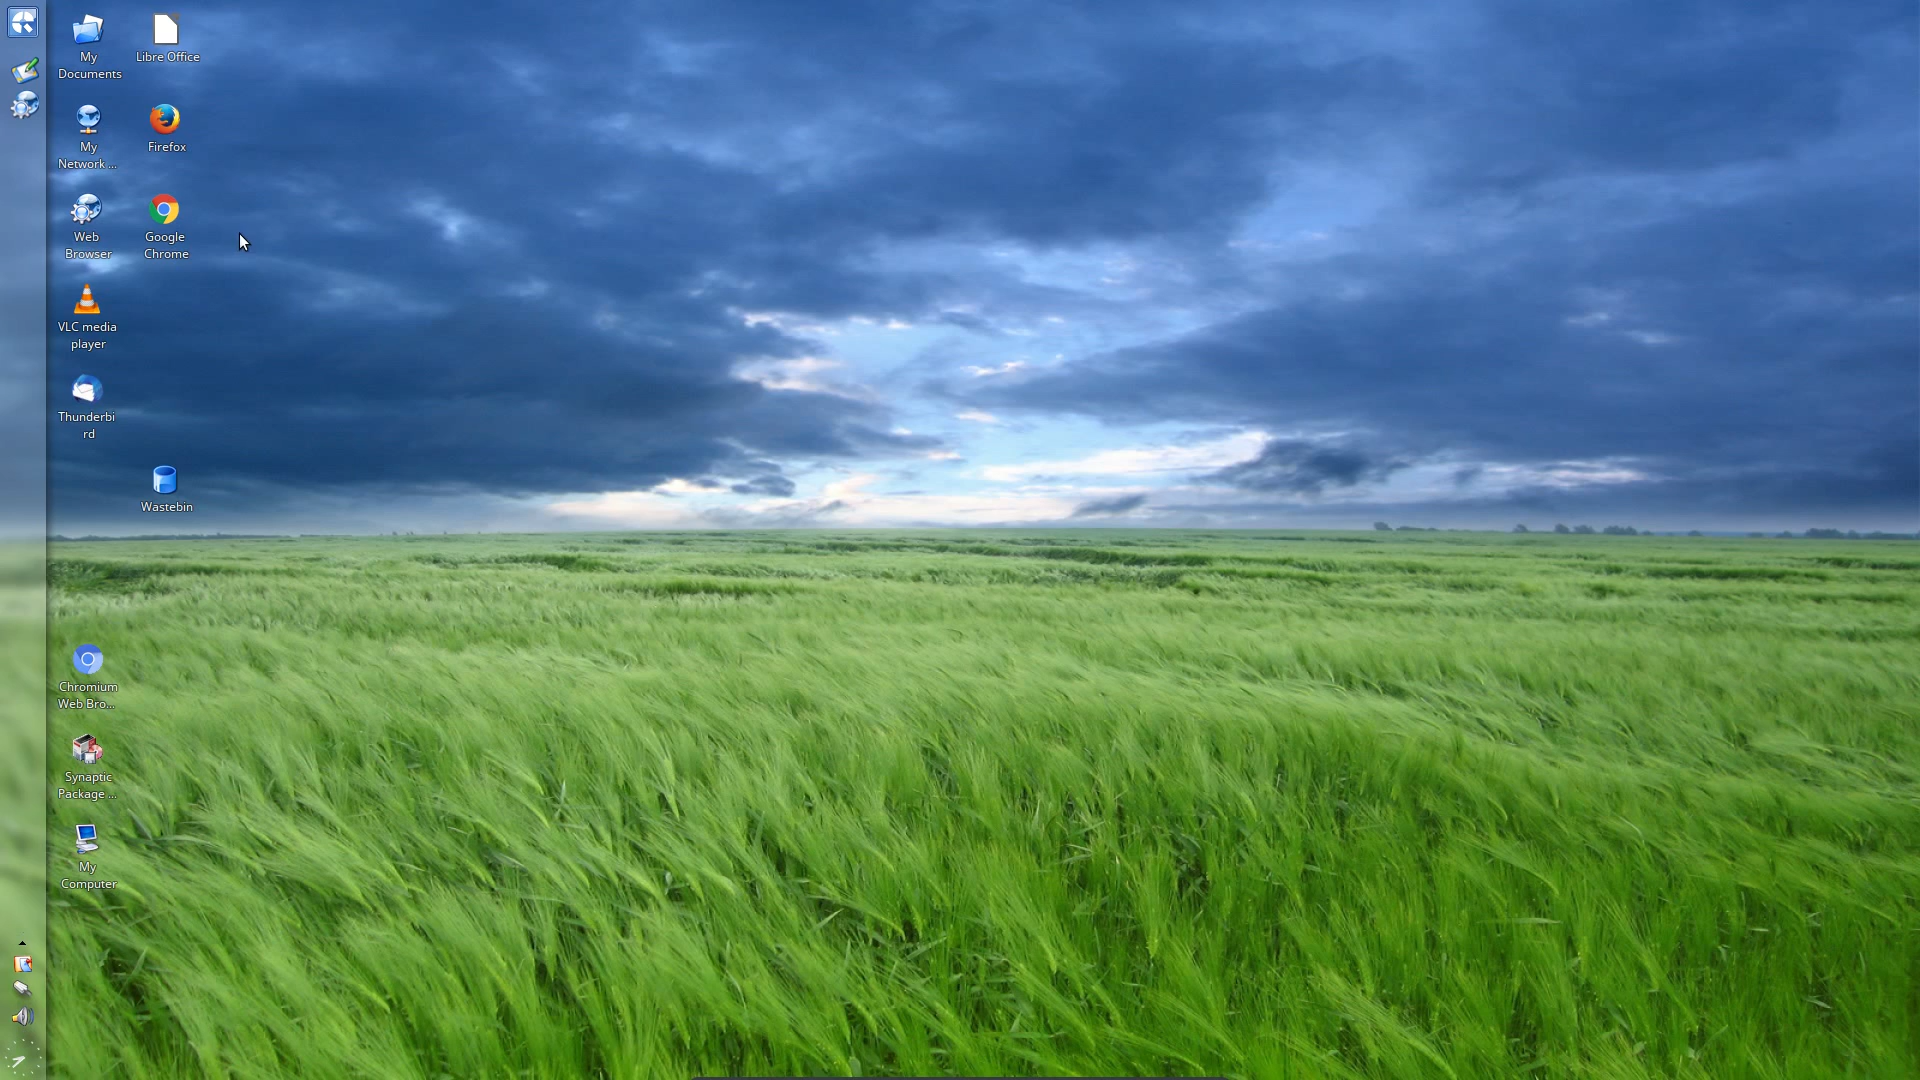 My
Documents
Libre Office
My
Network ...
Firefox
Web
Browser
Google
Chrome
VLC media
player
Thunderbi
rd
Wastebin
Chromium
Web Bro...
Synaptic
Package ...
My
Computer